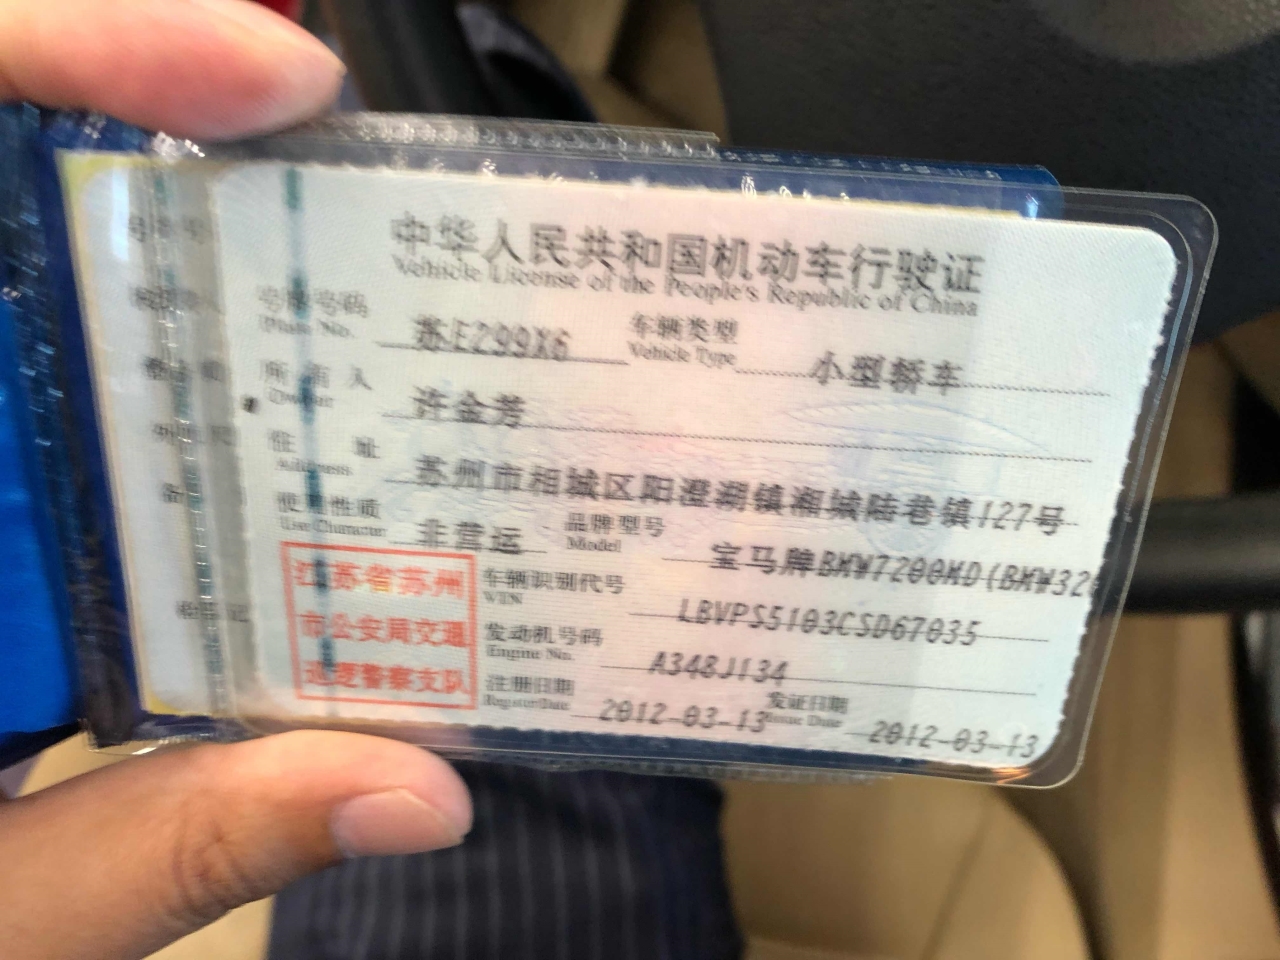 中华人民共和国机动车行驶证
Vehicle License of the People's Republic of China
号牌号码 苏E299X6 车辆类型 小型轿车
Plate No. Vehicle Type
所有人 许金芳
Owner
住址 苏州市相城区阳澄湖镇湘城陆巷镇127号
Address
使用性质 非营运 品牌型号 宝马牌BMW7200MD(BMW320
Use Character Model
江苏省苏州
市公安局交通
巡逻警察支队
车辆识别代号 LBVPS5103CSD67035
VIN
发动机号码 A348J134
Engine No.
注册日期 2012-03-13 发证日期 2012-03-13
Register Date Issue Date